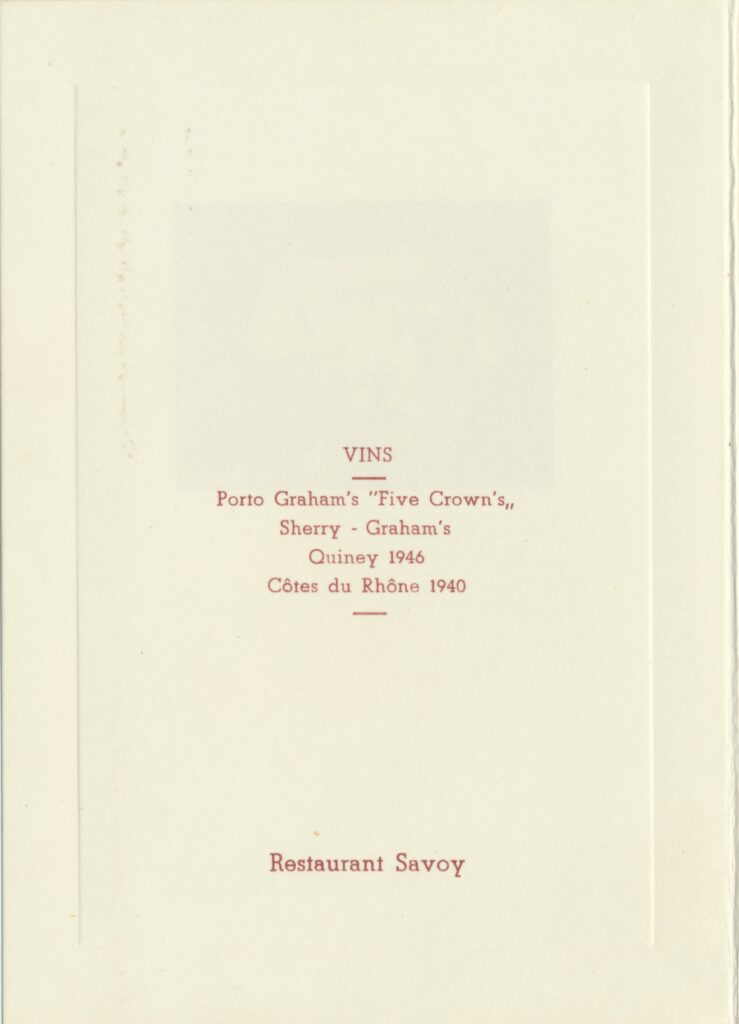 VINS
Porto Graham's "Five Crown's„
Sherry - Graham's
Quiney 1946
Côtes du Rhône 1940
Restaurant Savoy